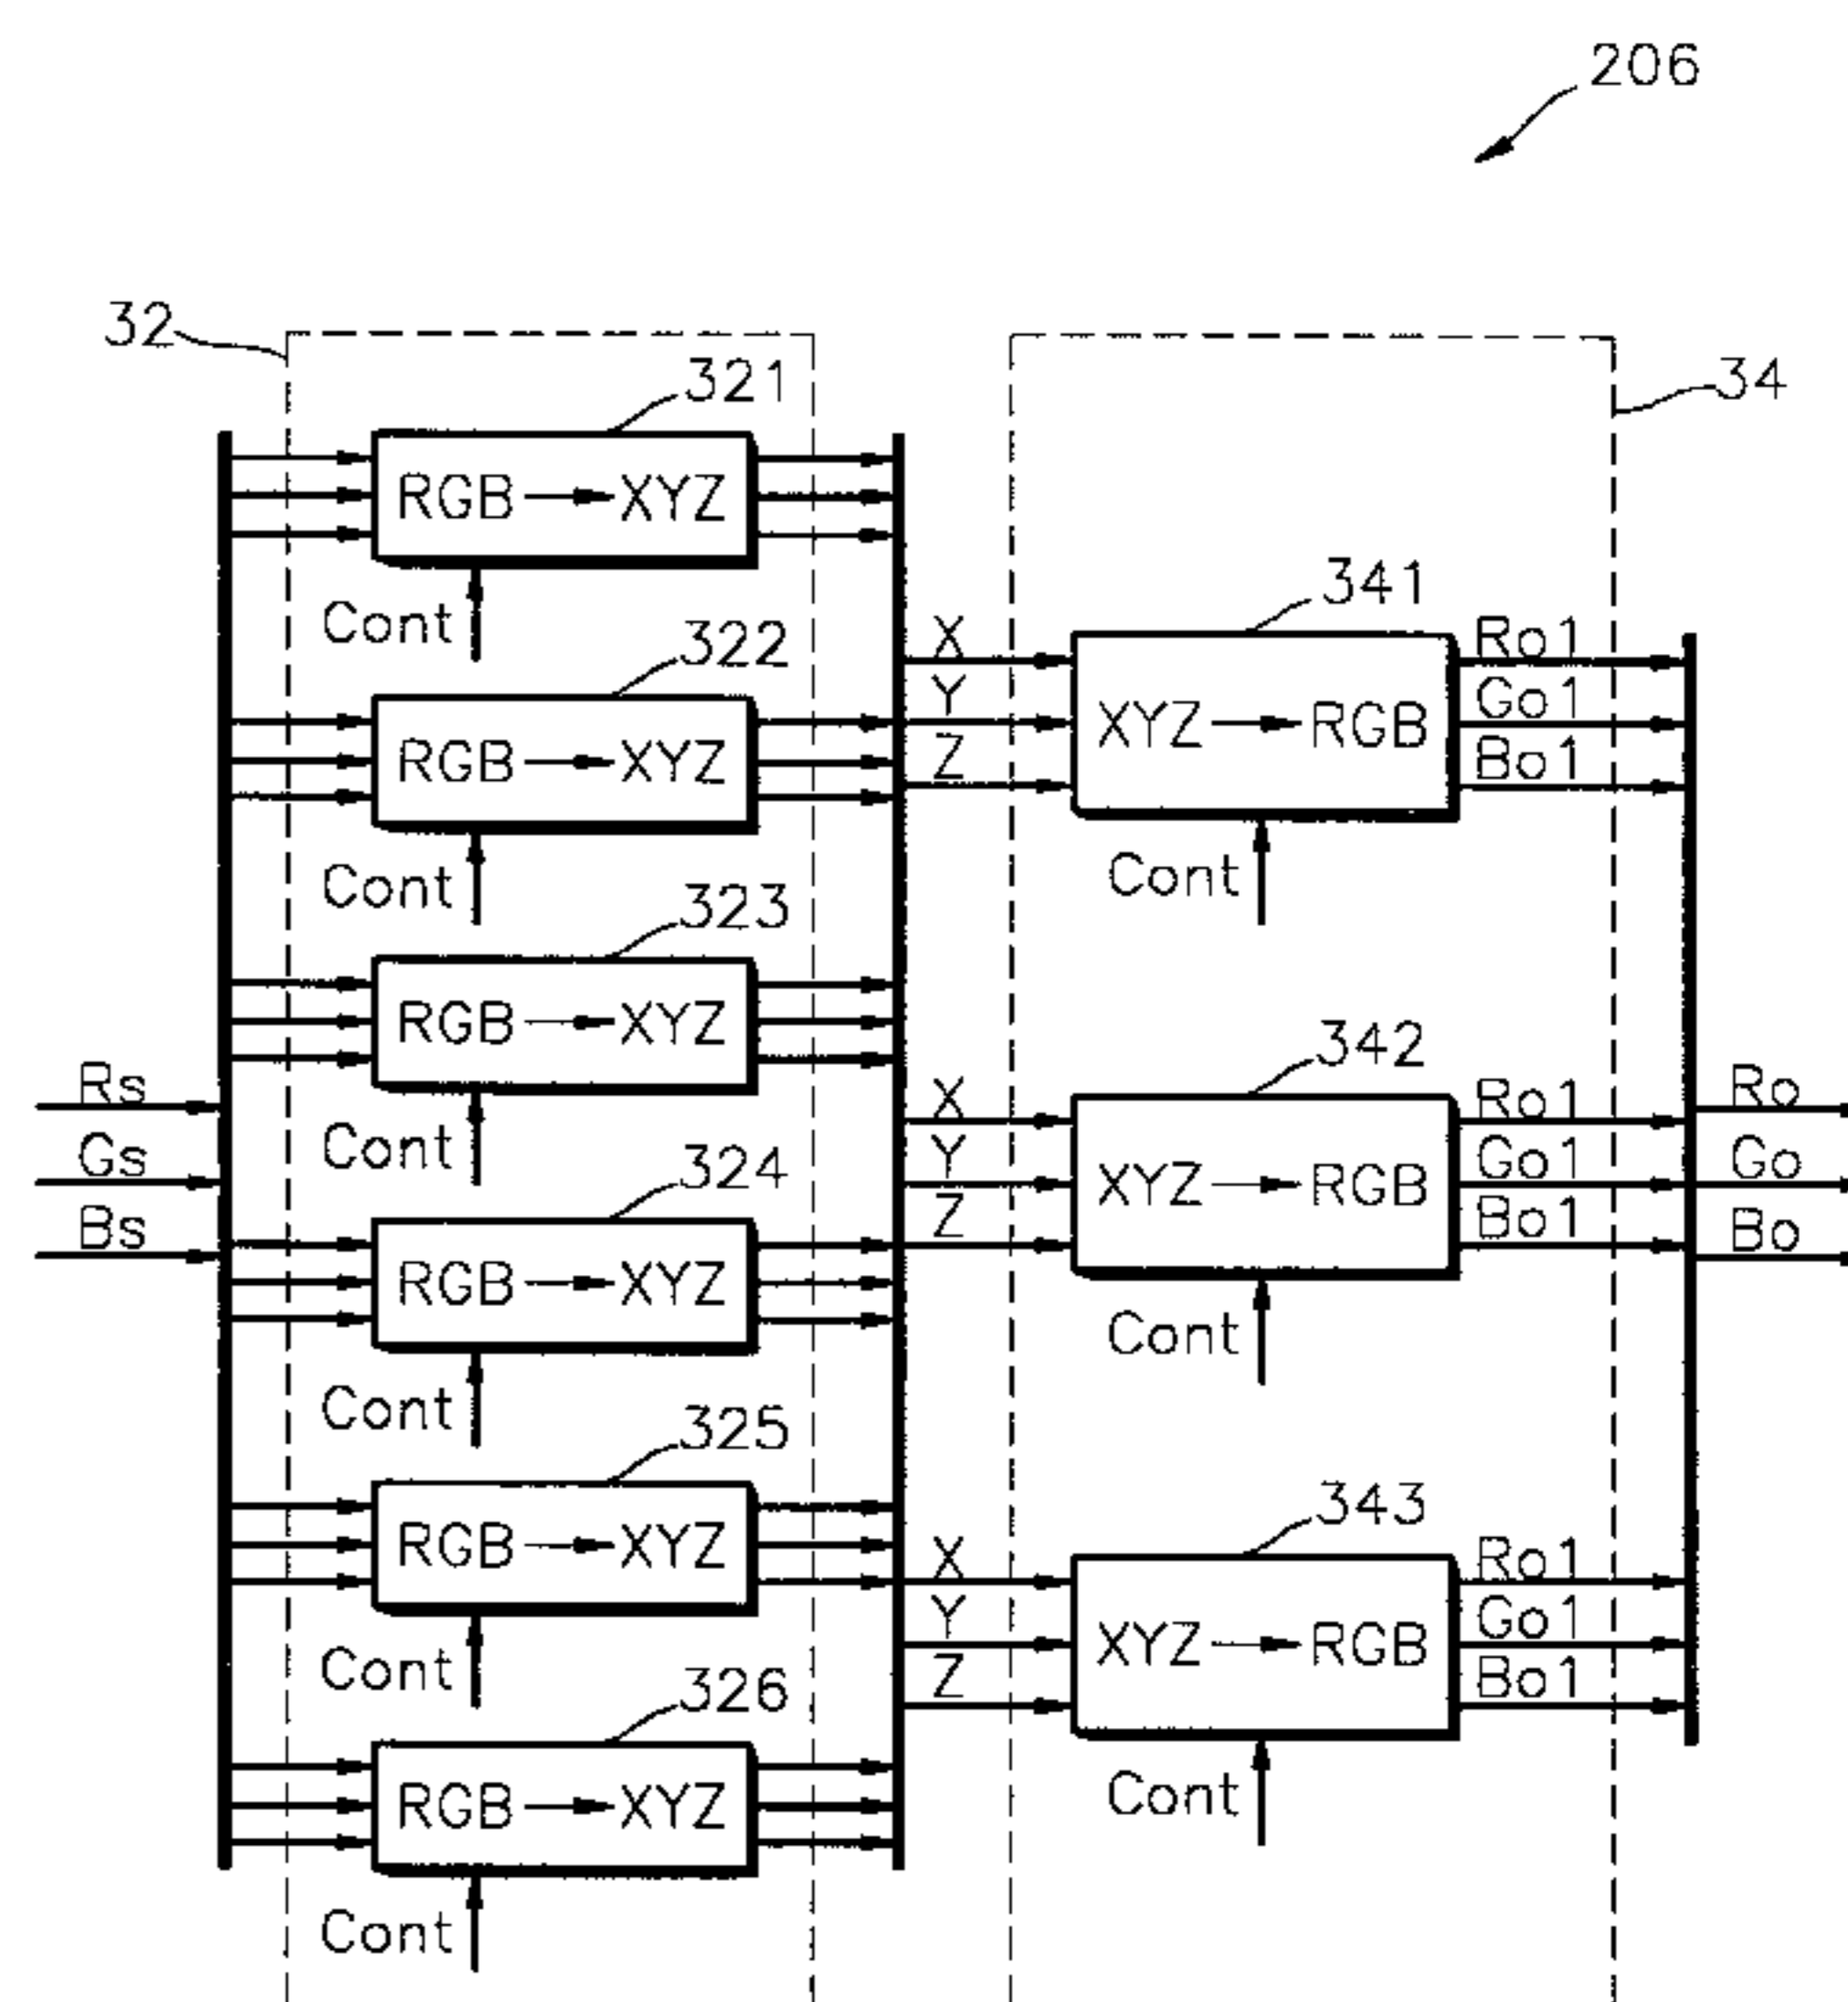 206
32
34
321
RGB XYZ
Cont
322
RGB XYZ
Cont
323
RGB XYZ
Cont
324
RGB XYZ
Cont
325
RGB XYZ
Cont
326
RGB XYZ
Cont
Rs
Gs
Bs
341
X
Y
Z
XYZ RGB
Ro1
Go1
Bo1
Cont
342
X
Y
Z
XYZ RGB
Ro1
Go1
Bo1
Cont
343
X
Y
Z
XYZ RGB
Ro1
Go1
Bo1
Cont
Ro
Go
Bo